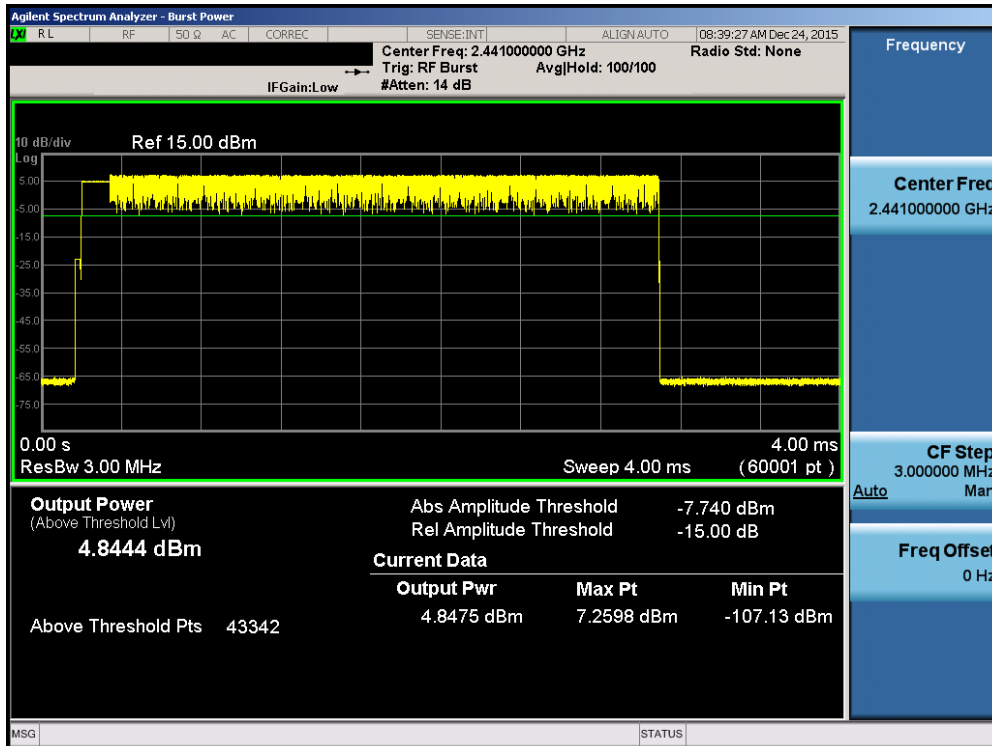 Agilent Spectrum Analyzer - Burst Power
LXI RL RF 50 Ω AC CORREC SENSE:INT ALIGN AUTO 08:39:27 AM Dec 24, 2015
Center Freq: 2.441000000 GHz Radio Std: None
Trig: RF Burst Avg|Hold: 100/100
IFGain:Low #Atten: 14 dB
10 dB/div Ref 15.00 dBm
Log
5.00
-5.00
-15.0
-25.0
-35.0
-45.0
-55.0
-65.0
-75.0
0.00 s 4.00 ms
ResBw 3.00 MHz Sweep 4.00 ms (60001 pt)
Output Power
(Above Threshold Lvl)
4.8444 dBm
Above Threshold Pts 43342
Abs Amplitude Threshold -7.740 dBm
Rel Amplitude Threshold -15.00 dB
Current Data
Output Pwr Max Pt Min Pt
4.8475 dBm 7.2598 dBm -107.13 dBm
Frequency
Center Freq
2.441000000 GHz
CF Step
3.000000 MHz
Auto Man
Freq Offset
0 Hz
MSG STATUS